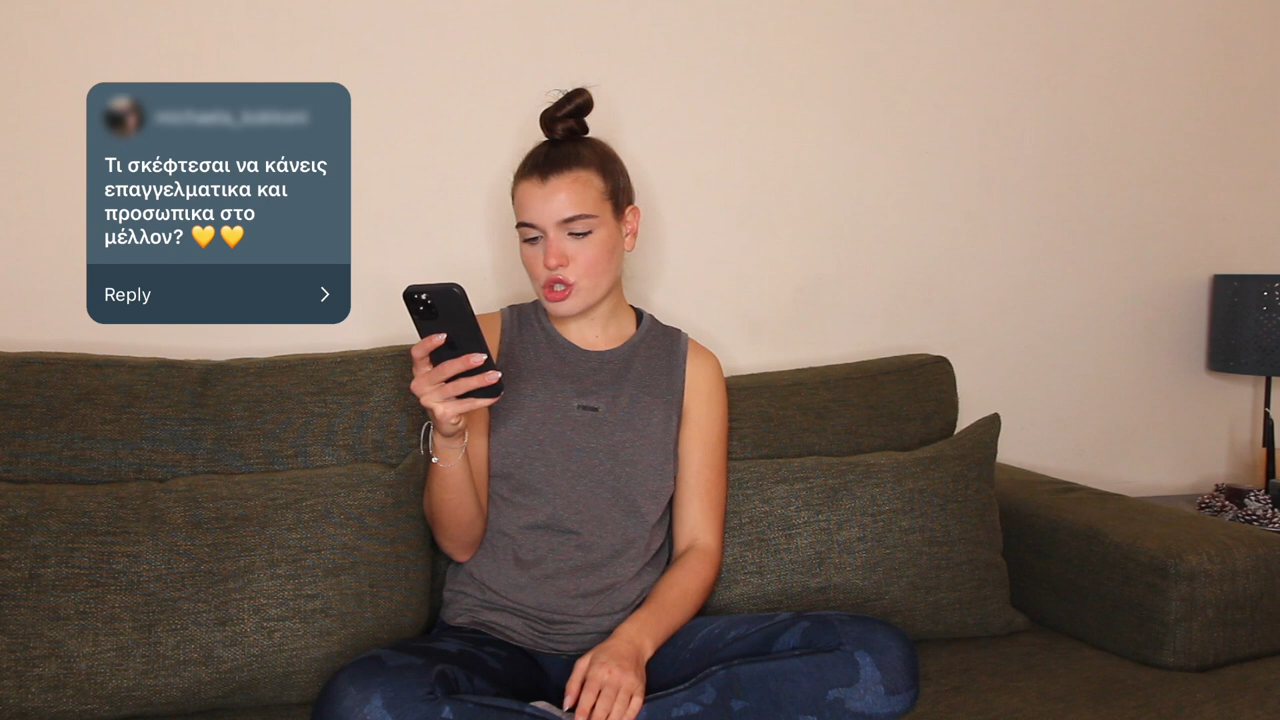 Τι σκέφτεσαι να κάνεις
επαγγελματικα και
προσωπικα στο
μέλλον? 💛💛
Reply